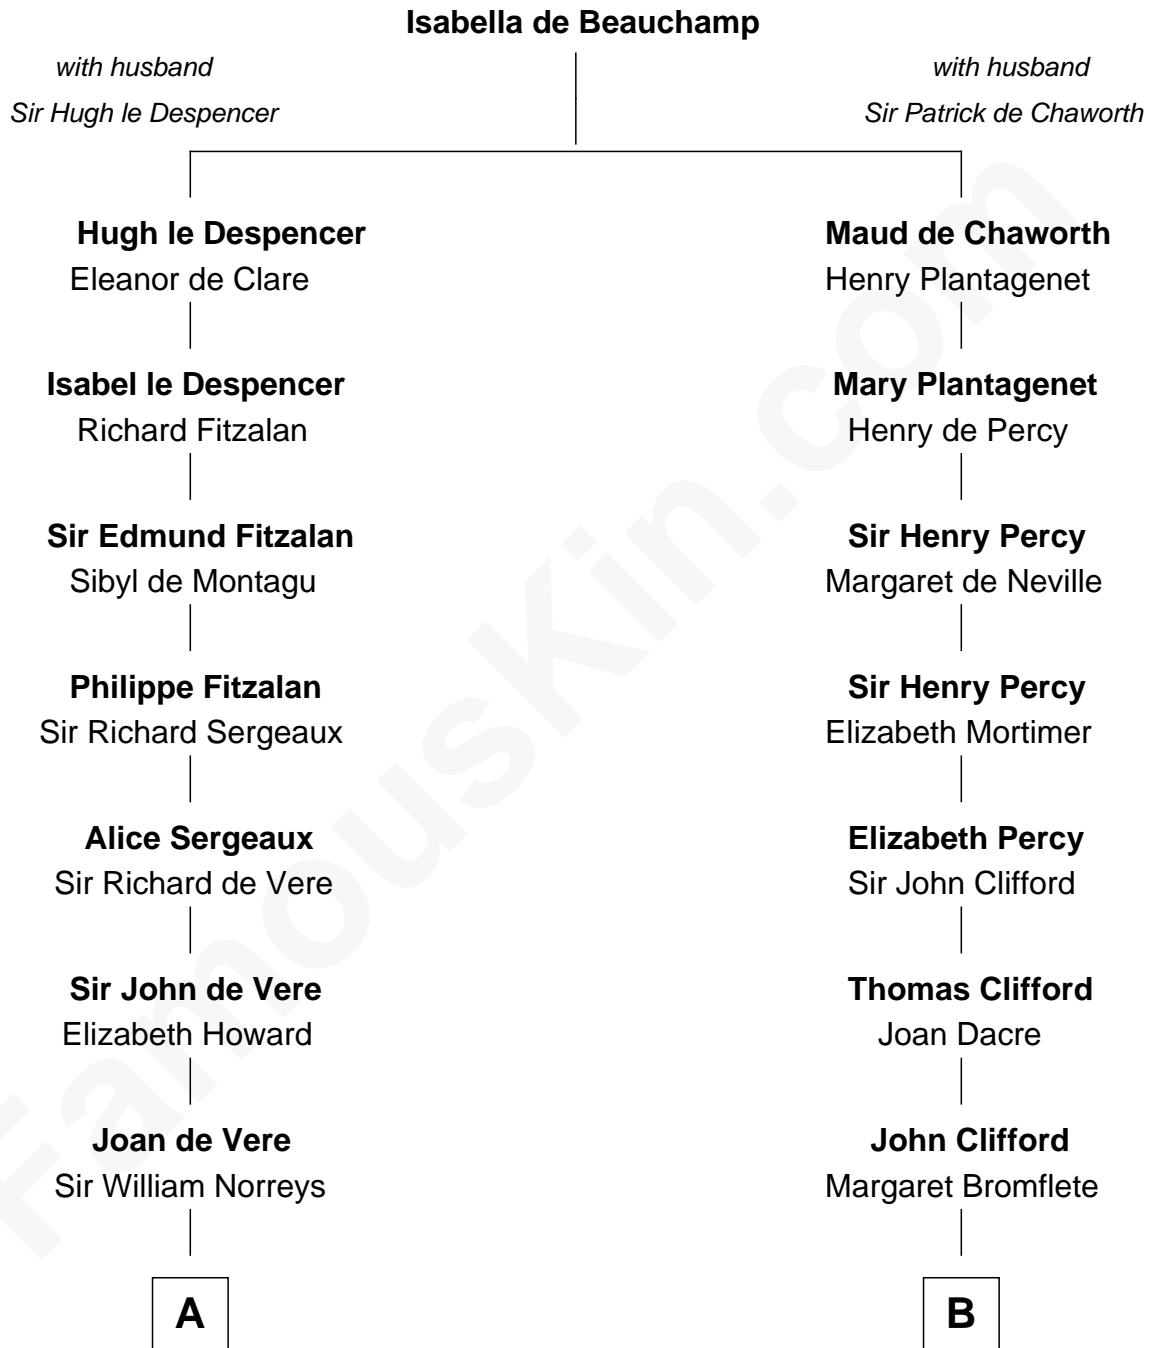 Isabella de Beauchamp
with husband
Sir Hugh le Despencer
with husband
Sir Patrick de Chaworth
Hugh le Despencer
Eleanor de Clare
Maud de Chaworth
Henry Plantagenet
Isabel le Despencer
Richard Fitzalan
Mary Plantagenet
Henry de Percy
Sir Edmund Fitzalan
Sibyl de Montagu
Sir Henry Percy
Margaret de Neville
Philippe Fitzalan
Sir Richard Sergeaux
Sir Henry Percy
Elizabeth Mortimer
Alice Sergeaux
Sir Richard de Vere
Elizabeth Percy
Sir John Clifford
Sir John de Vere
Elizabeth Howard
Thomas Clifford
Joan Dacre
Joan de Vere
Sir William Norreys
John Clifford
Margaret Bromflete
A
B
FamousKin.com